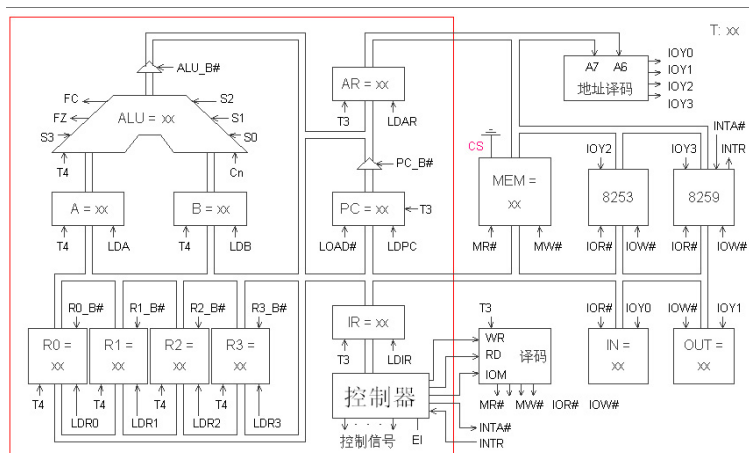 T: xx
ALU_B#
FC
S2
FZ
ALU = xx
S1
S3
S0
T4
Cn
A = xx
B = xx
T4
LDA
T4
LDB
AR = xx
T3
LDAR
PC_B#
PC = xx
T3
LOAD#
LDPC
IR = xx
T3
LDIR
R0_B#
R1_B#
R2_B#
R3_B#
R0 =
xx
R1 =
xx
R2 =
xx
R3 =
xx
T4
T4
T4
T4
LDR0
LDR1
LDR2
LDR3
控制器
控制信号
EI
INTA#
INTR
T3
WR
RD
IOM
译码
MR# MW# IOR# IOW#
A7 A6
地址译码
IOY0
IOY1
IOY2
IOY3
CS
MEM =
xx
MR#
MW#
IOY2
8253
IOR#
IOW#
IOY3
INTA#
INTR
8259
IOR#
IOW#
IOR#
IOY0
IN =
xx
IOW#
IOY1
OUT =
xx